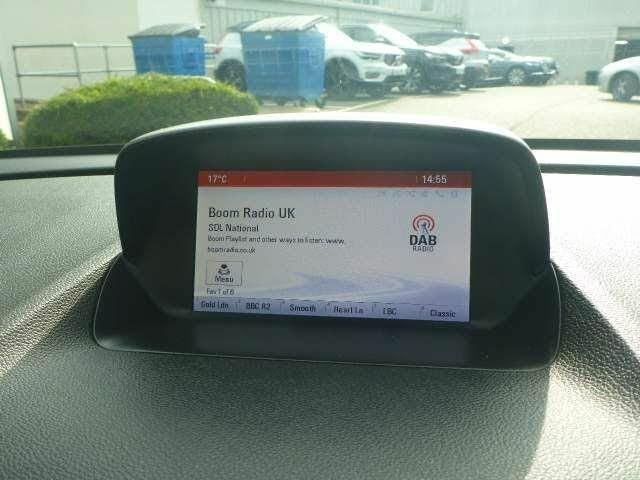 17°C
14:55
Boom Radio UK
SDL National
Boom Playlist and other ways to listen: www.
boomradio.co.uk
DAB
RADIO
Menu
Fav 1 of 6
Gold Ldn BBC R2 Smooth Heart Ln LBC Classic